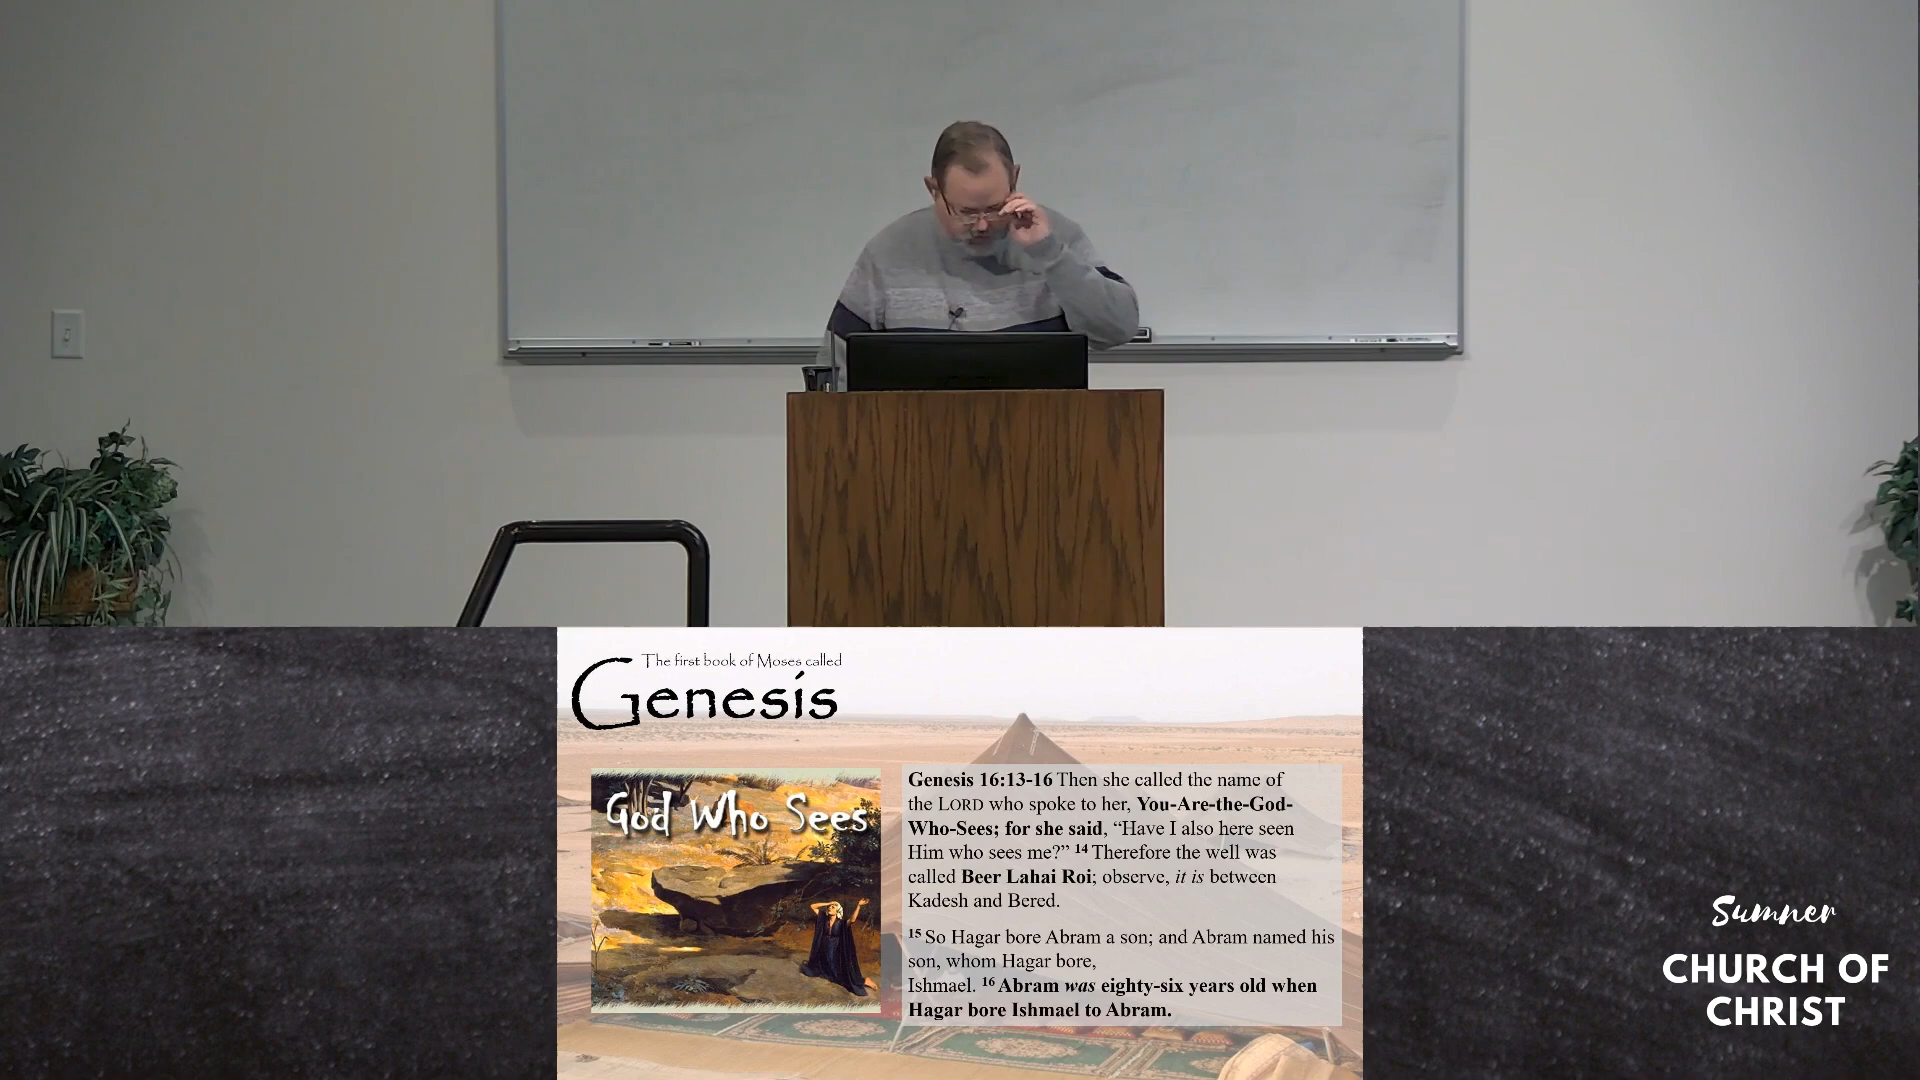 The first book of Moses called
Genesis
God Who Sees
Genesis 16:13-16 Then she called the name of
the LORD who spoke to her, You-Are-the-God-
Who-Sees; for she said, “Have I also here seen
Him who sees me?” 14 Therefore the well was
called Beer Lahai Roi; observe, it is between
Kadesh and Bered.
15 So Hagar bore Abram a son; and Abram named his
son, whom Hagar bore,
Ishmael. 16 Abram was eighty-six years old when
Hagar bore Ishmael to Abram.
Sumner
CHURCH OF
CHRIST